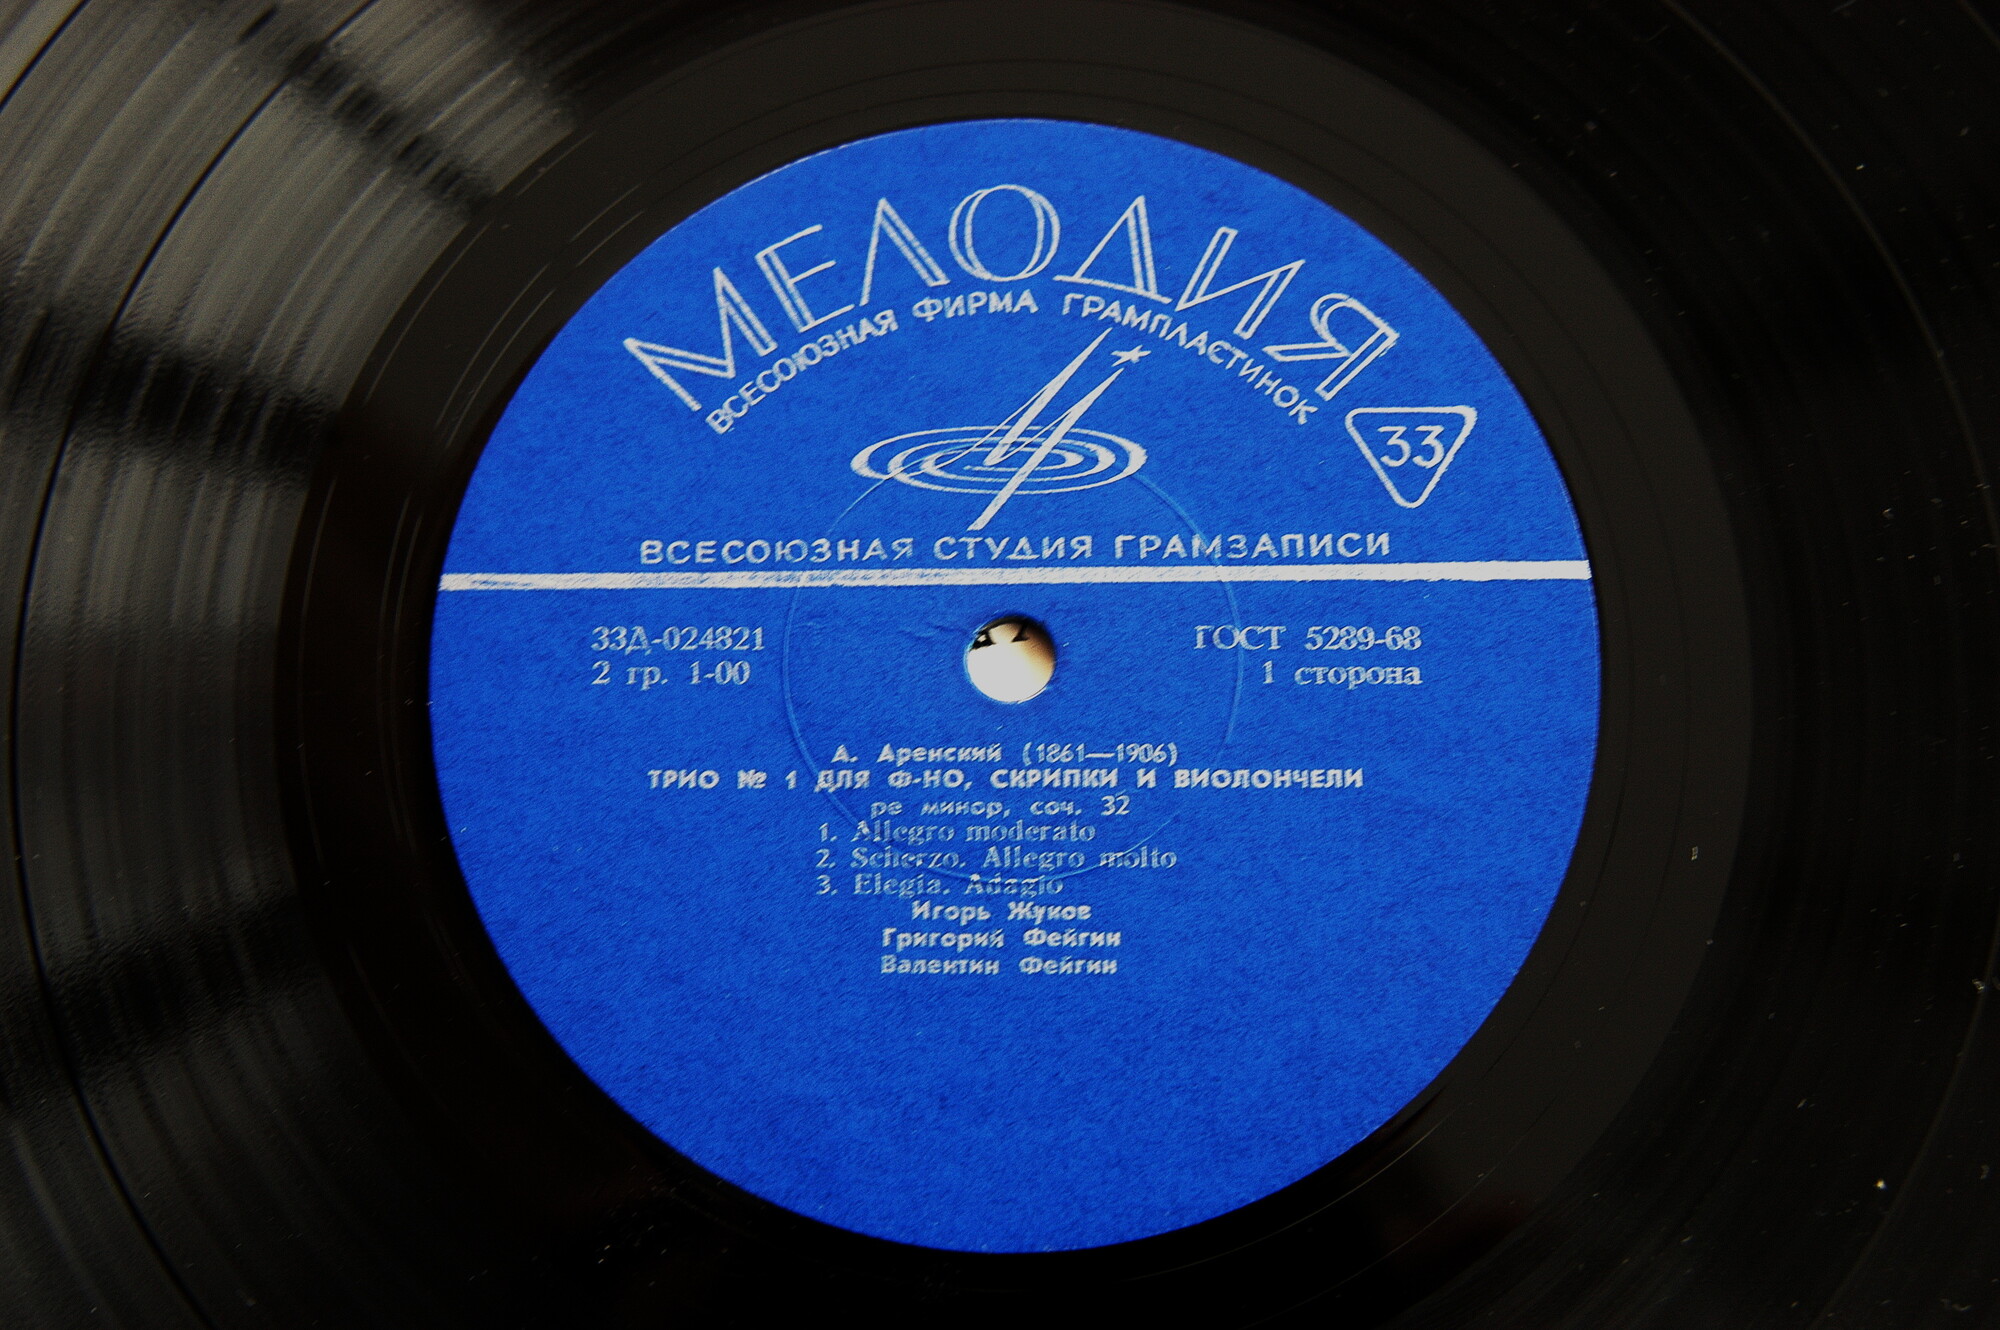 МЕЛОДИЯ
ВСЕСОЮЗНАЯ ФИРМА ГРАМПЛАСТИНОК
33
ВСЕСОЮЗНАЯ СТУДИЯ ГРАМЗАПИСИ
33Д-024821
ГОСТ 5289-68
2 гр. 1-00
1 сторона
А. Аренский (1861—1906)
ТРИО № 1 ДЛЯ Ф-НО, СКРИПКИ И ВИОЛОНЧЕЛИ
ре минор, соч. 32
1. Allegro moderato
2. Scherzo. Allegro molto
3. Elegia. Adagio
Игорь Жуков
Григорий Фейгин
Валентин Фейгин